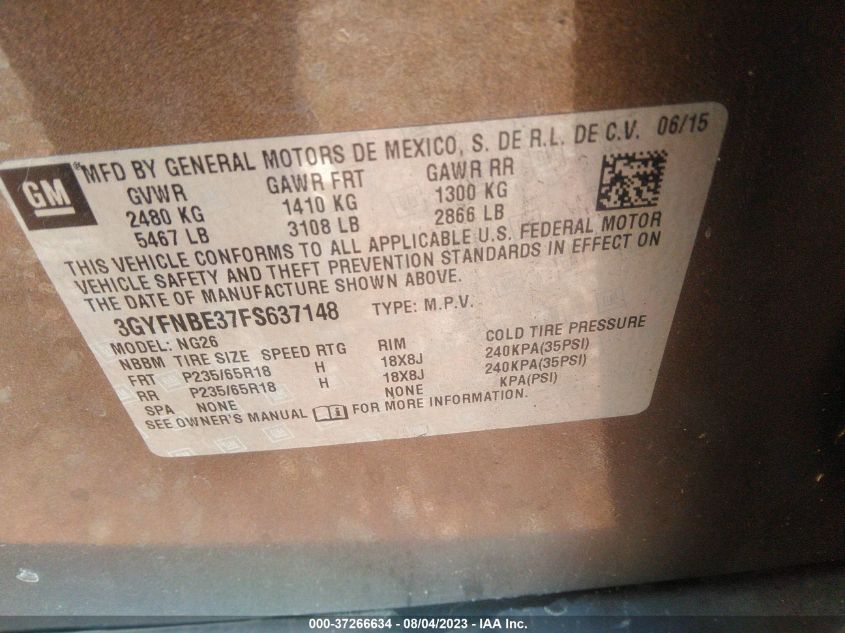 GM
® MFD BY GENERAL MOTORS DE MEXICO, S. DE R.L. DE C.V. 06/15
GVWR GAWR FRT GAWR RR
2480 KG 1410 KG 1300 KG
5467 LB 3108 LB 2866 LB
THIS VEHICLE CONFORMS TO ALL APPLICABLE U.S. FEDERAL MOTOR
VEHICLE SAFETY AND THEFT PREVENTION STANDARDS IN EFFECT ON
THE DATE OF MANUFACTURE SHOWN ABOVE.
3GYFNBE37FS637148 TYPE: M.P.V.
MODEL: NG26
NBBM TIRE SIZE SPEED RTG RIM COLD TIRE PRESSURE
FRT P235/65R18 H 18X8J 240KPA(35PSI)
RR P235/65R18 H 18X8J 240KPA(35PSI)
SPA NONE NONE KPA(PSI)
SEE OWNER'S MANUAL FOR MORE INFORMATION.
000-37266634 - 08/04/2023 - IAA Inc.